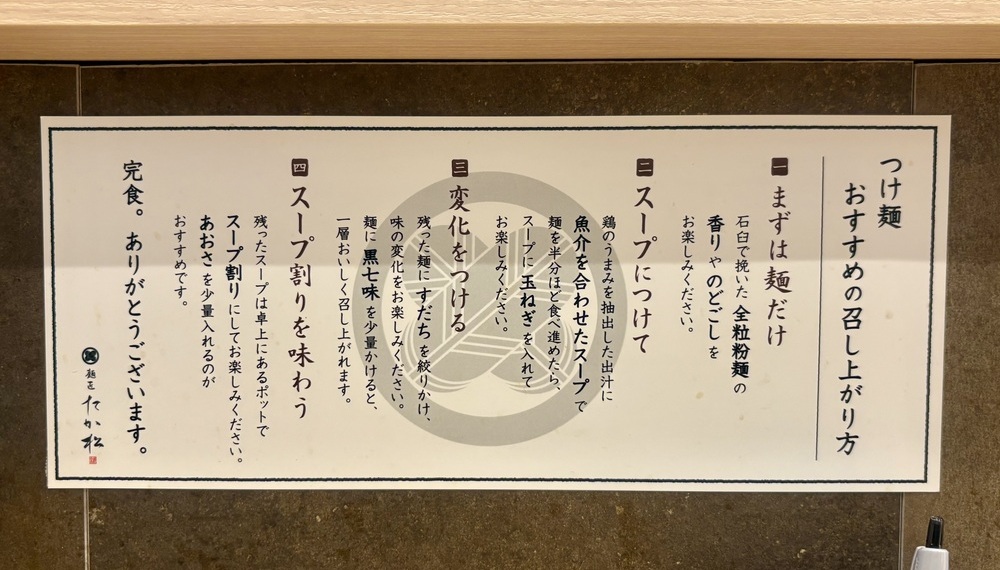 つけ麺
おすすめの召し上がり方
一 まずは麺だけ
石臼で挽いた全粒粉麺の
香りやのどごしを
お楽しみください。
二 スープにつけて
鶏のうまみを抽出した出汁に
魚介を合わせたスープで
麺を半分ほど食べ進めたら、
スープに玉ねぎを入れて
お楽しみください。
三 変化をつける
残った麺にすだちを絞りかけ、
味の変化をお楽しみください。
麺に黒七味を少量かけると、
一層おいしく召し上がれます。
四 スープ割りを味わう
残ったスープは卓上にあるポットで
スープ割りにしてお楽しみください。
あおさを少量入れるのが
おすすめです。
完食。ありがとうございます。
麺匠 たか松